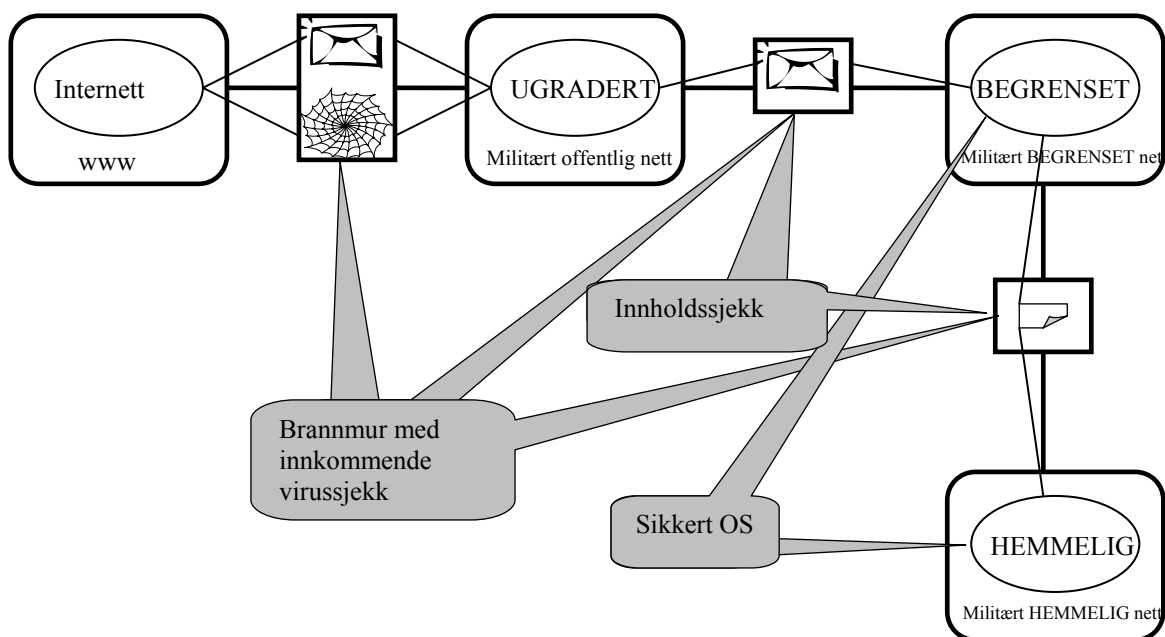 Internett
www
UGRADERT
Militært offentlig nett
BEGRENSET
Militært BEGRENSET nett
Innholdssjekk
Brannmur med
innkommende
virussjekk
Sikkert OS
HEMMELIG
Militært HEMMELIG nett